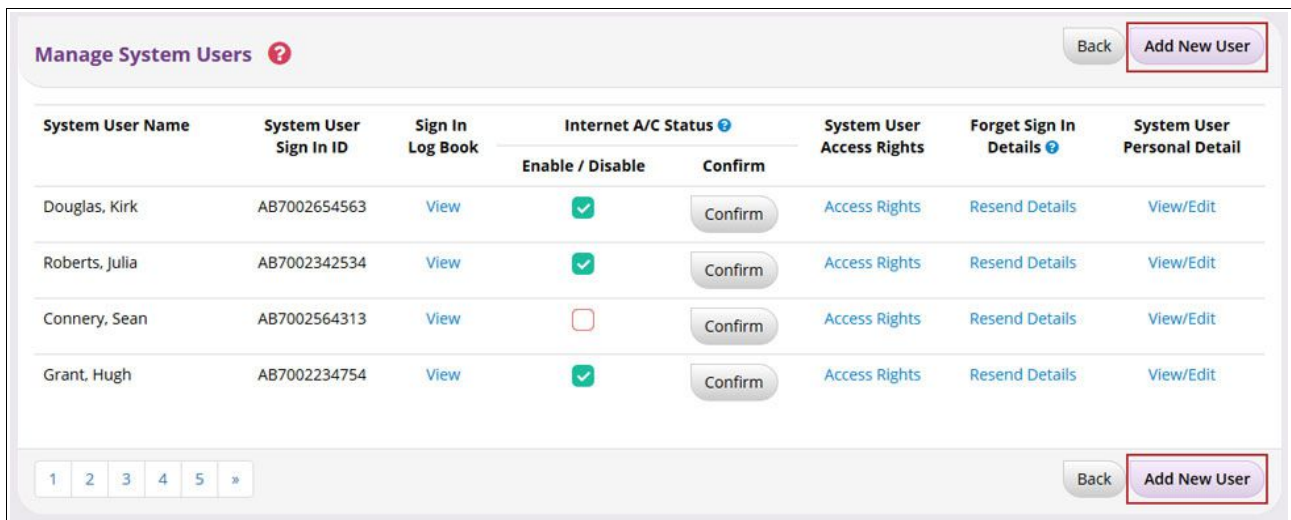 Manage System Users ?
Back Add New User
System User Name System User Sign In ID Sign In Log Book Internet A/C Status ? System User Access Rights Forget Sign In Details ? System User Personal Detail
Enable / Disable Confirm
Douglas, Kirk AB7002654563 View Confirm Access Rights Resend Details View/Edit
Roberts, Julia AB7002342534 View Confirm Access Rights Resend Details View/Edit
Connery, Sean AB7002564313 View Confirm Access Rights Resend Details View/Edit
Grant, Hugh AB7002234754 View Confirm Access Rights Resend Details View/Edit
1 2 3 4 5 » Back Add New User